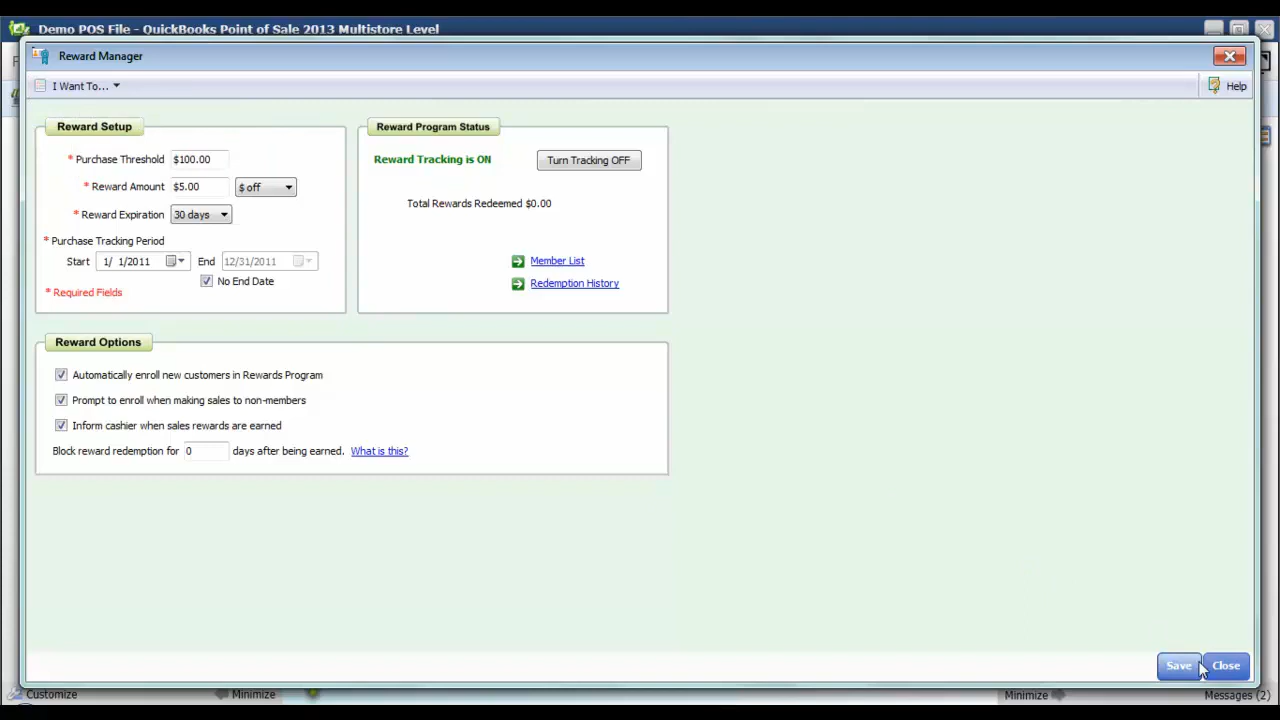 Demo POS File - QuickBooks Point of Sale 2013 Multistore Level
Reward Manager
I Want To...
Help
Reward Setup
* Purchase Threshold $100.00
* Reward Amount $5.00 $ off
* Reward Expiration 30 days
* Purchase Tracking Period
Start 1/ 1/2011 End 12/31/2011
No End Date
* Required Fields
Reward Program Status
Reward Tracking is ON Turn Tracking OFF
Total Rewards Redeemed $0.00
Member List
Redemption History
Reward Options
Automatically enroll new customers in Rewards Program
Prompt to enroll when making sales to non-members
Inform cashier when sales rewards are earned
Block reward redemption for 0 days after being earned. What is this?
Save Close
Customize Minimize Minimize Messages (2)